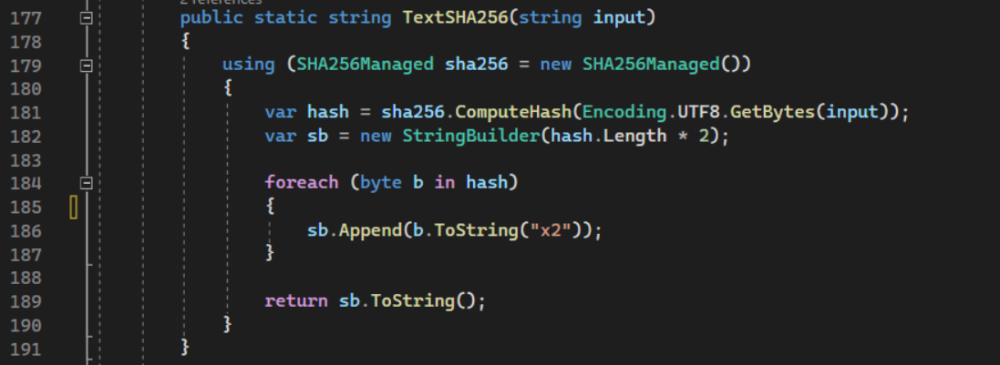 2 references
177 public static string TextSHA256(string input)
178 {
179 using (SHA256Managed sha256 = new SHA256Managed())
180 {
181 var hash = sha256.ComputeHash(Encoding.UTF8.GetBytes(input));
182 var sb = new StringBuilder(hash.Length * 2);
183
184 foreach (byte b in hash)
185 {
186 sb.Append(b.ToString("x2"));
187 }
188
189 return sb.ToString();
190 }
191 }